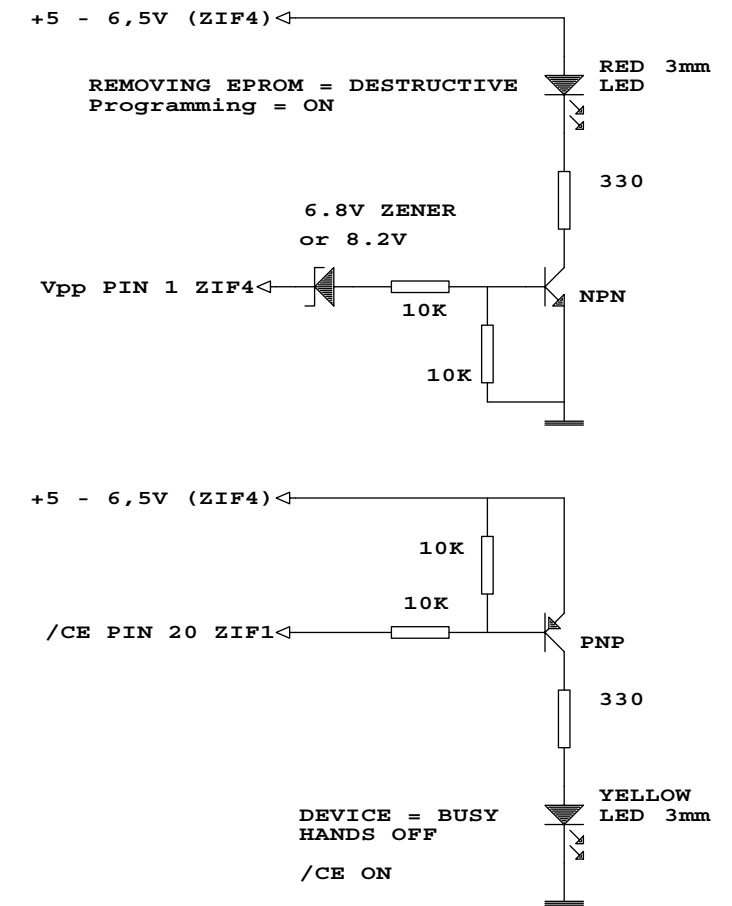 +5 - 6,5V (ZIF4)
RED 3mm
LED
REMOVING EPROM = DESTRUCTIVE
Programming = ON
330
6.8V ZENER
or 8.2V
Vpp PIN 1 ZIF4
10K
NPN
10K
+5 - 6,5V (ZIF4)
10K
10K
/CE PIN 20 ZIF1
PNP
330
YELLOW
LED 3mm
DEVICE = BUSY
HANDS OFF
/CE ON